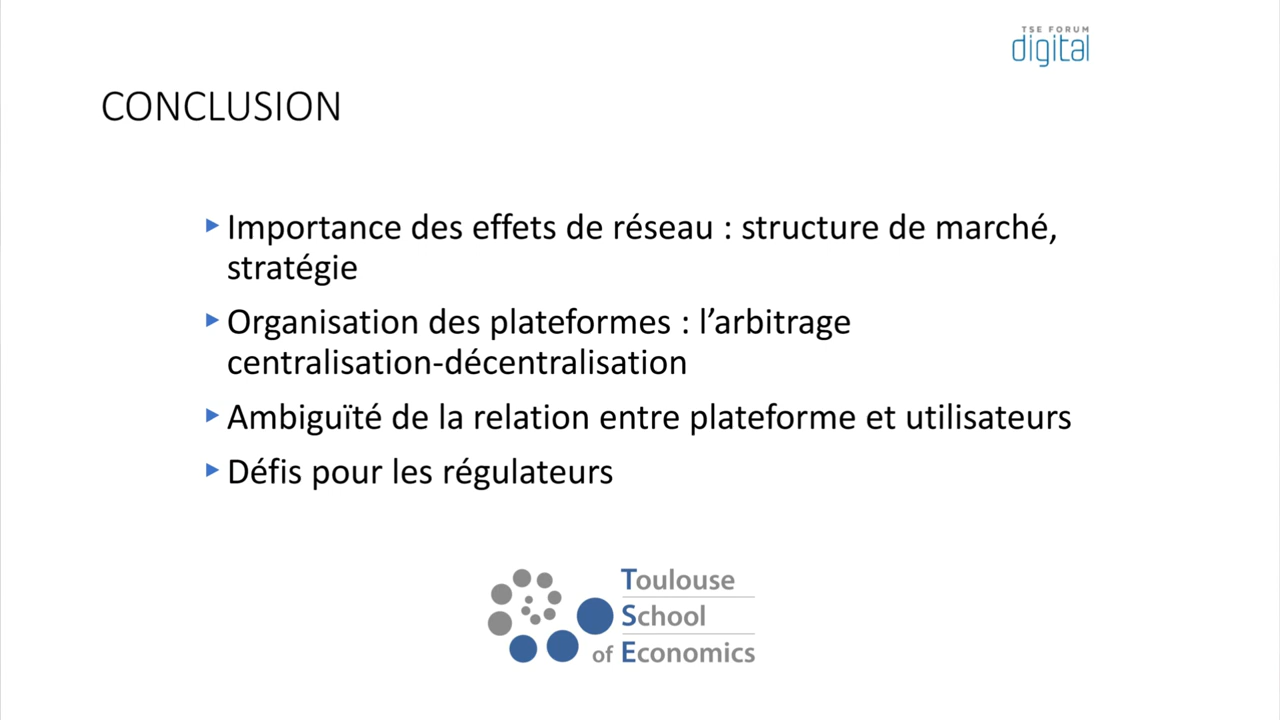 TSE FORUM
digital
CONCLUSION
▸ Importance des effets de réseau : structure de marché,
stratégie
▸ Organisation des plateformes : l’arbitrage
centralisation-décentralisation
▸ Ambiguïté de la relation entre plateforme et utilisateurs
▸ Défis pour les régulateurs
Toulouse
School
of Economics